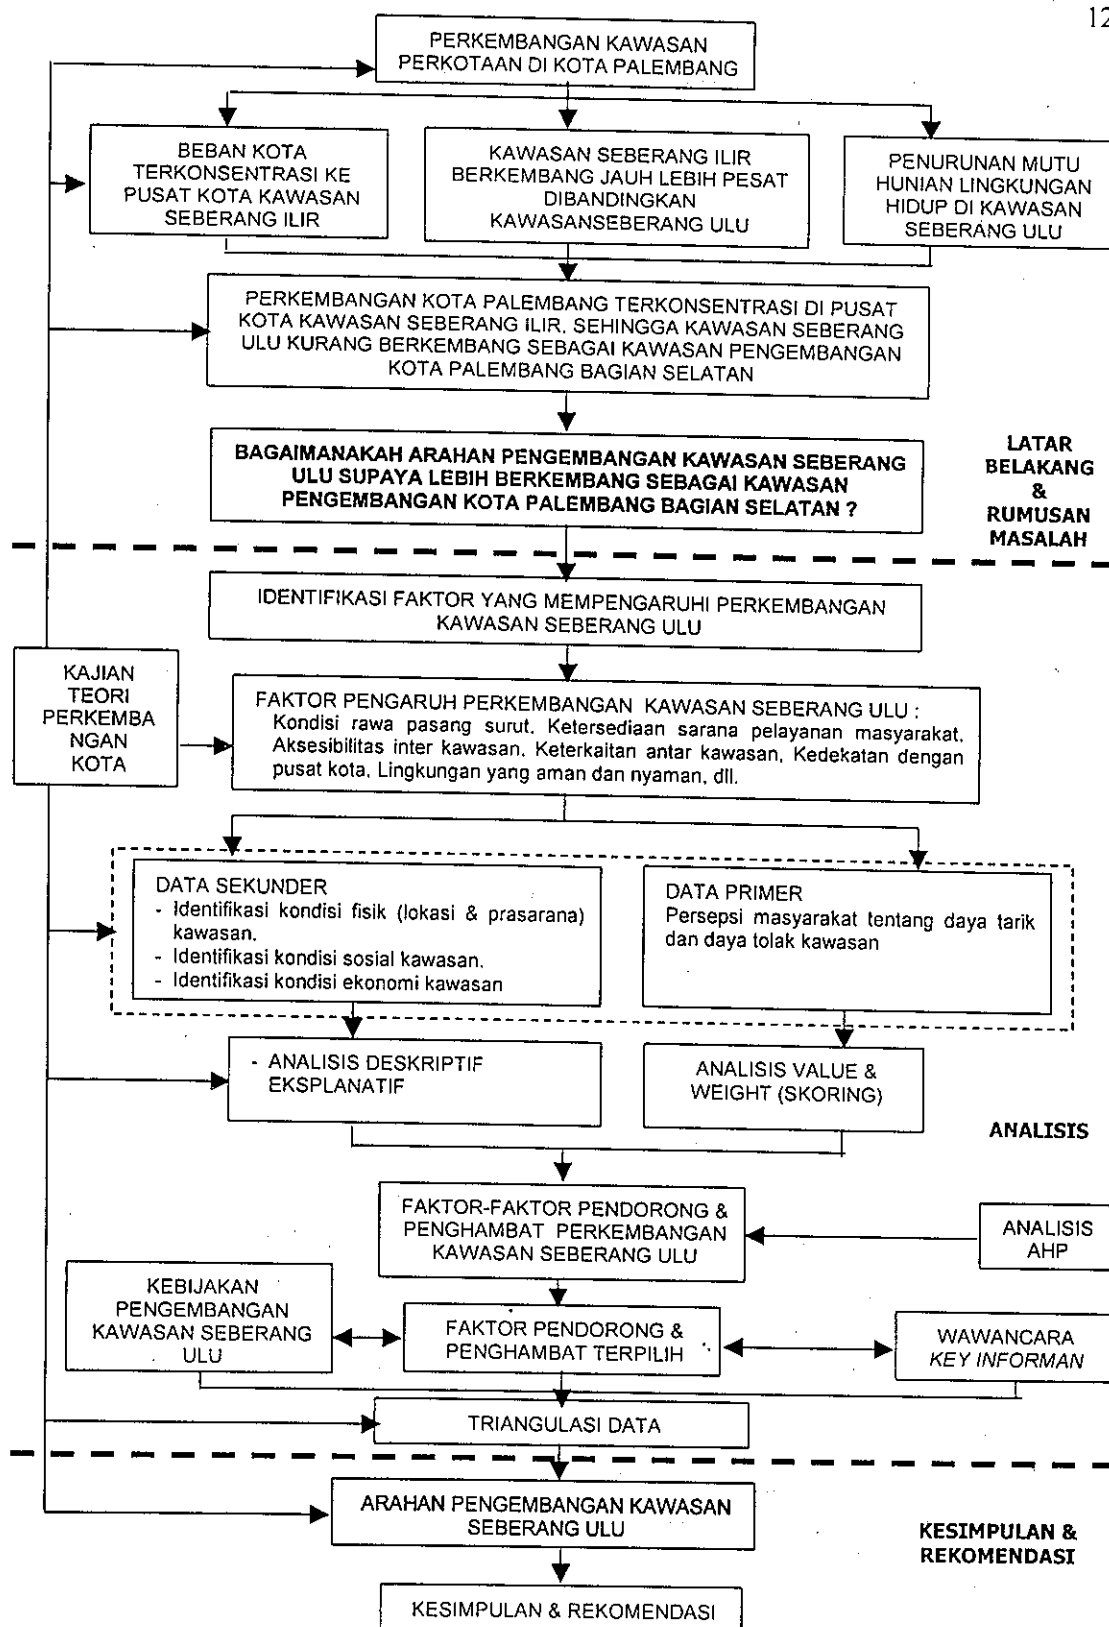 12
PERKEMBANGAN KAWASAN
PERKOTAAN DI KOTA PALEMBANG
BEBAN KOTA
TERKONSENTRASI KE
PUSAT KOTA KAWASAN
SEBERANG ILIR
KAWASAN SEBERANG ILIR
BERKEMBANG JAUH LEBIH PESAT
DIBANDINGKAN
KAWASANSEBERANG ULU
PENURUNAN MUTU
HUNIAN LINGKUNGAN
HIDUP DI KAWASAN
SEBERANG ULU
PERKEMBANGAN KOTA PALEMBANG TERKONSENTRASI DI PUSAT
KOTA KAWASAN SEBERANG ILIR. SEHINGGA KAWASAN SEBERANG
ULU KURANG BERKEMBANG SEBAGAI KAWASAN PENGEMBANGAN
KOTA PALEMBANG BAGIAN SELATAN
BAGAIMANAKAH ARAHAN PENGEMBANGAN KAWASAN SEBERANG
ULU SUPAYA LEBIH BERKEMBANG SEBAGAI KAWASAN
PENGEMBANGAN KOTA PALEMBANG BAGIAN SELATAN ?
LATAR
BELAKANG
&
RUMUSAN
MASALAH
IDENTIFIKASI FAKTOR YANG MEMPENGARUHI PERKEMBANGAN
KAWASAN SEBERANG ULU
KAJIAN
TEORI
PERKEMBA
NGAN
KOTA
FAKTOR PENGARUH PERKEMBANGAN KAWASAN SEBERANG ULU :
Kondisi rawa pasang surut. Ketersediaan sarana pelayanan masyarakat.
Aksesibilitas inter kawasan. Keterkaitan antar kawasan, Kedekatan dengan
pusat kota. Lingkungan yang aman dan nyaman, dll.
DATA SEKUNDER
- Identifikasi kondisi fisik (lokasi & prasarana)
kawasan.
- Identifikasi kondisi sosial kawasan.
- Identifikasi kondisi ekonomi kawasan
DATA PRIMER
Persepsi masyarakat tentang daya tarik
dan daya tolak kawasan
- ANALISIS DESKRIPTIF
EKSPLANATIF
ANALISIS VALUE &
WEIGHT (SKORING)
ANALISIS
FAKTOR-FAKTOR PENDORONG &
PENGHAMBAT PERKEMBANGAN
KAWASAN SEBERANG ULU
ANALISIS
AHP
KEBIJAKAN
PENGEMBANGAN
KAWASAN SEBERANG
ULU
FAKTOR PENDORONG &
PENGHAMBAT TERPILIH
WAWANCARA
KEY INFORMAN
TRIANGULASI DATA
ARAHAN PENGEMBANGAN KAWASAN
SEBERANG ULU
KESIMPULAN &
REKOMENDASI
KESIMPULAN & REKOMENDASI